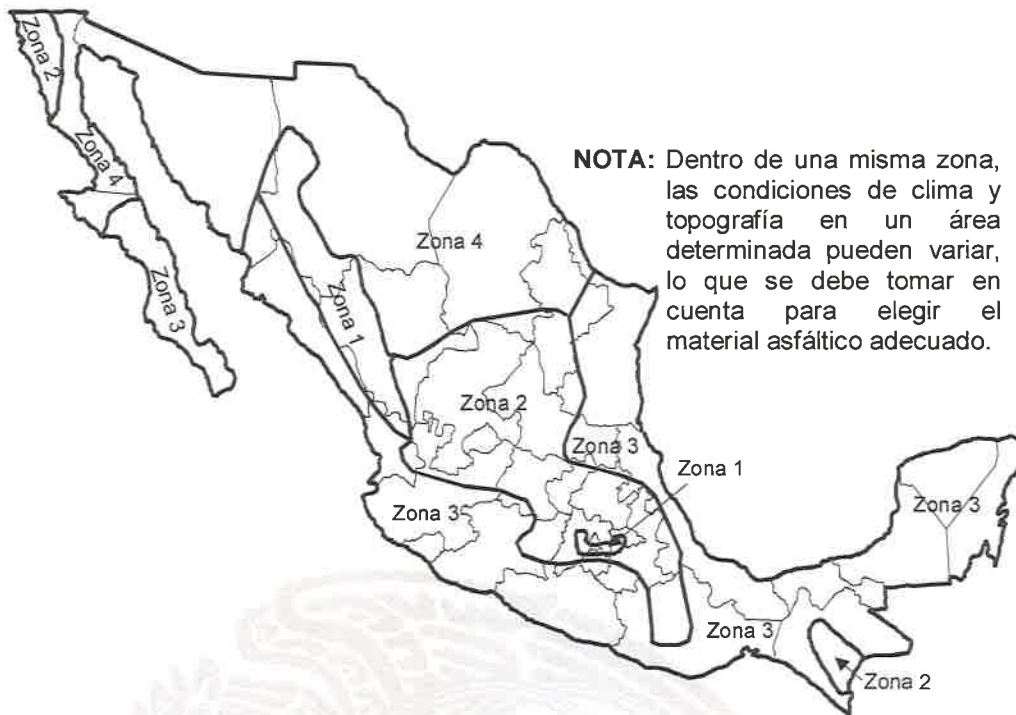 Zona 2
NOTA: Dentro de una misma zona,
las condiciones de clima y
topografía en un área
determinada pueden variar,
lo que se debe tomar en
cuenta para elegir el
material asfáltico adecuado.
Zona 4
Zona 4
Zona 3
Zona 1
Zona 2
Zona 3
Zona 1
Zona 3
Zona 3
Zona 3
Zona 2